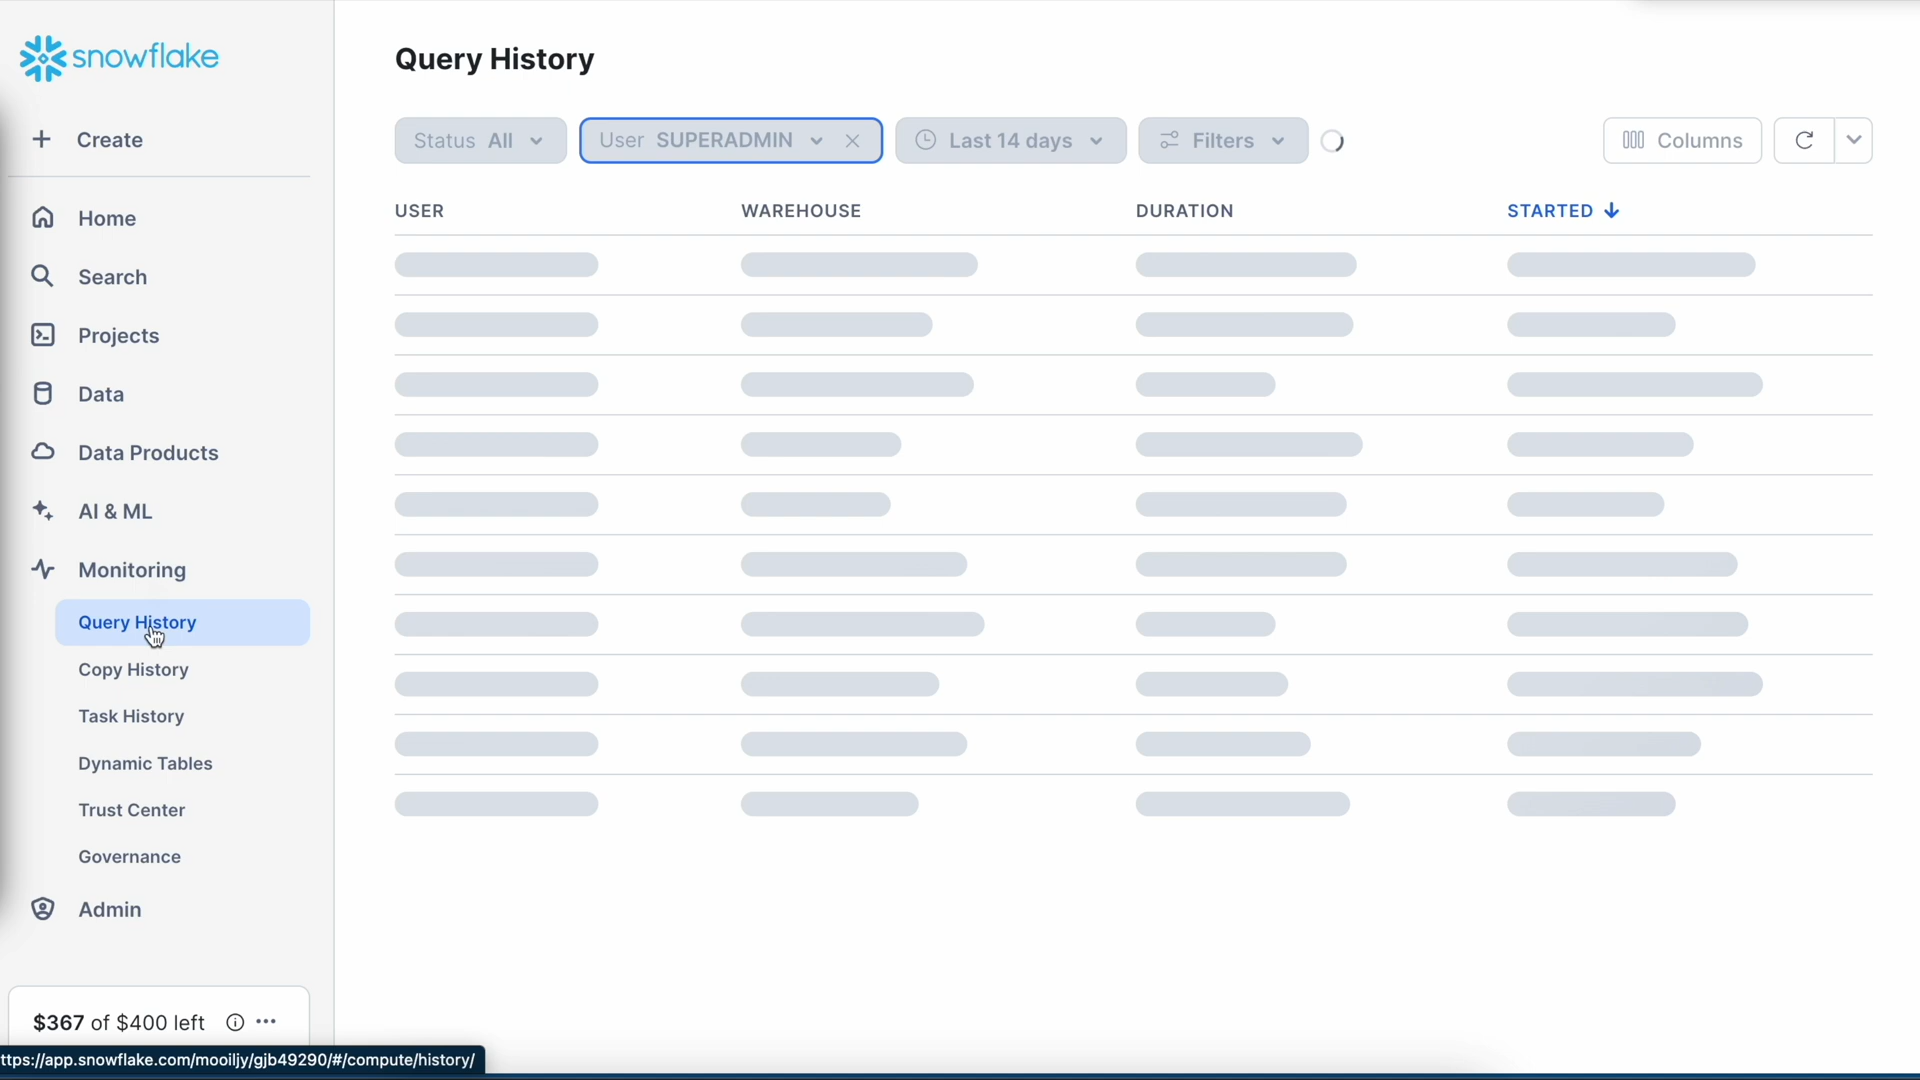 snowflake
Create
Home
Search
Projects
Data
Data Products
AI & ML
Monitoring
Query History
Copy History
Task History
Dynamic Tables
Trust Center
Governance
Admin
$367 of $400 left
ttps://app.snowflake.com/mooiljy/gjb49290/#/compute/history/
Query History
Status All
User SUPERADMIN
Last 14 days
Filters
Columns
USER WAREHOUSE DURATION STARTED